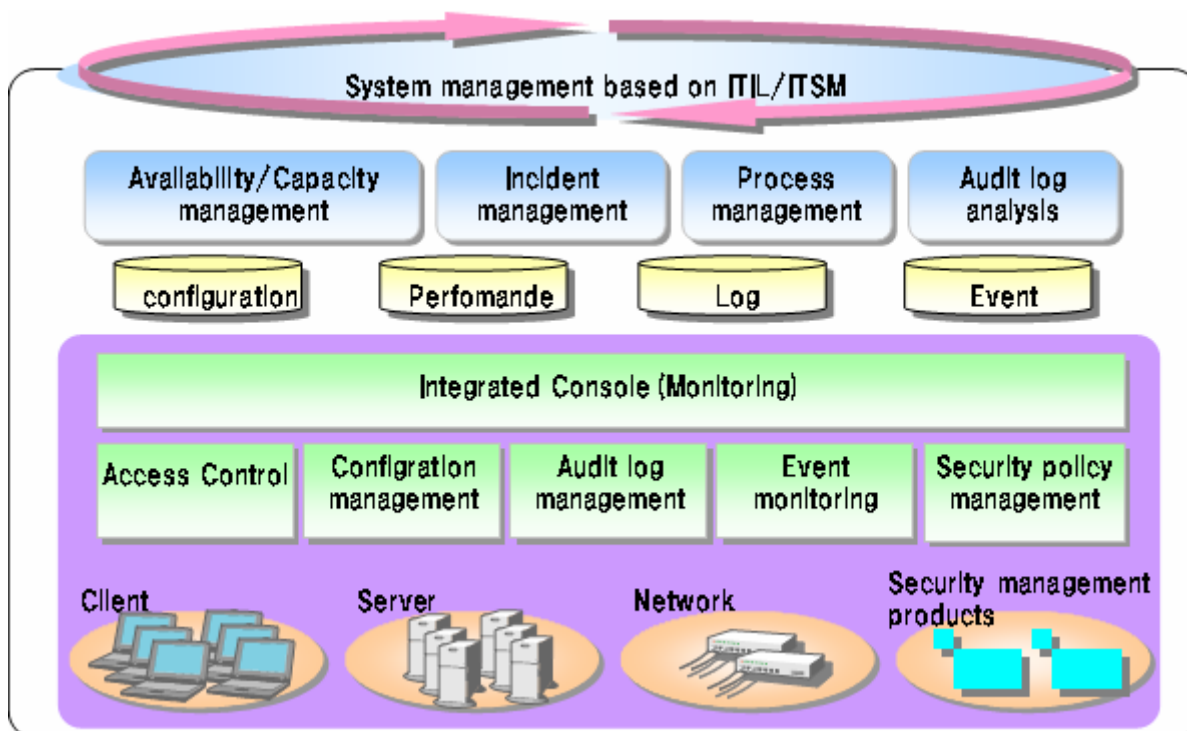 System management based on ITIL/ITSM
Availability/Capacity
management
Incident
management
Process
management
Audit log
analysis
configuration
Perfomande
Log
Event
Integrated Console (Monitoring)
Access Control
Configration
management
Audit log
management
Event
monitoring
Security policy
management
Client
Server
Network
Security management
products